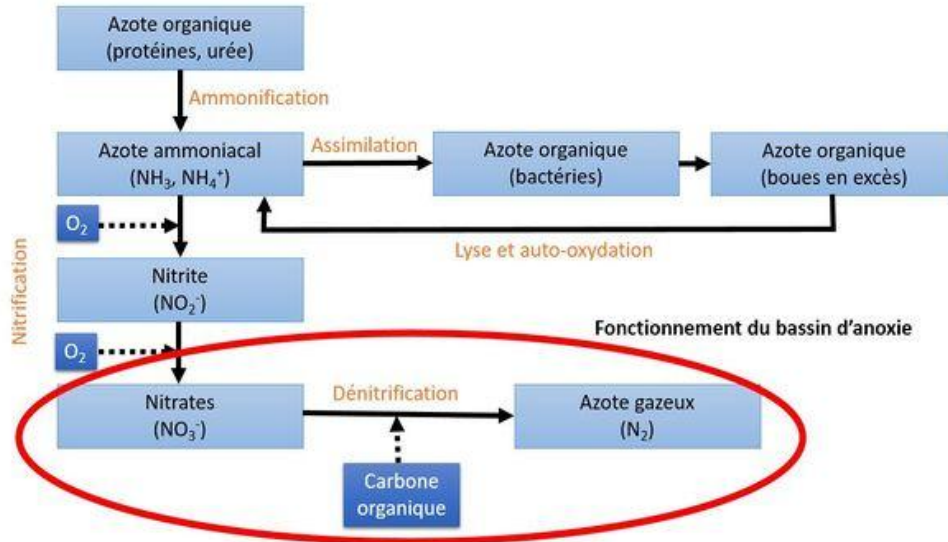 Azote organique
(protéines, urée)
Ammonification
Azote ammoniacal
(NH₃, NH₄⁺)
Assimilation
Azote organique
(bactéries)
Azote organique
(boues en excès)
O₂
Lyse et auto-oxydation
Nitrification
Nitrite
(NO₂⁻)
Fonctionnement du bassin d’anoxie
O₂
Nitrates
(NO₃⁻)
Dénitrification
Azote gazeux
(N₂)
Carbone
organique